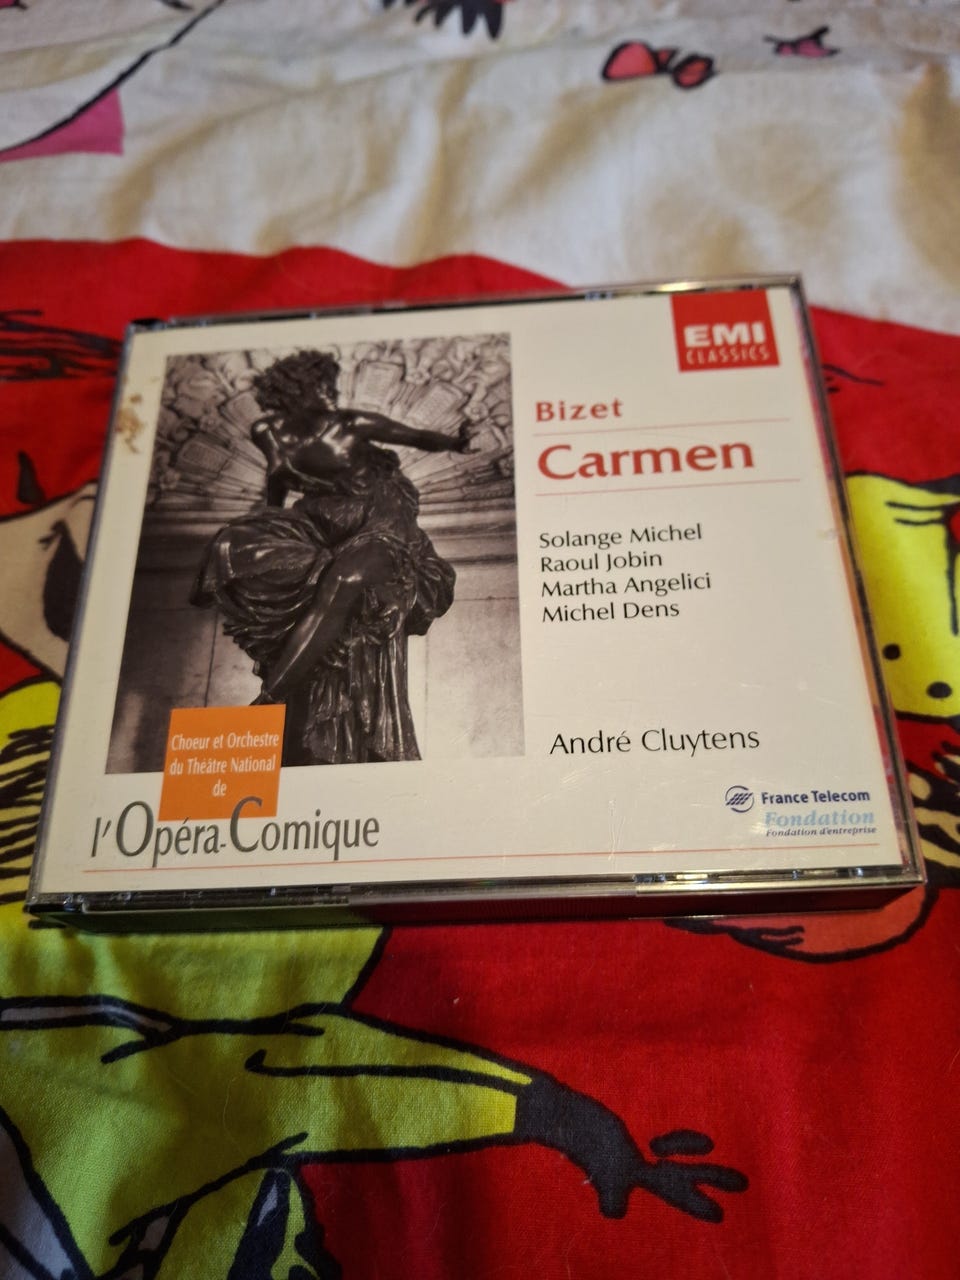 EMI
CLASSICS
Bizet
Carmen
Solange Michel
Raoul Jobin
Martha Angelici
Michel Dens
André Cluytens
Choeur et Orchestre
du Théâtre National
de
l'Opéra-Comique
France Telecom
Fondation
Fondation d'entreprise